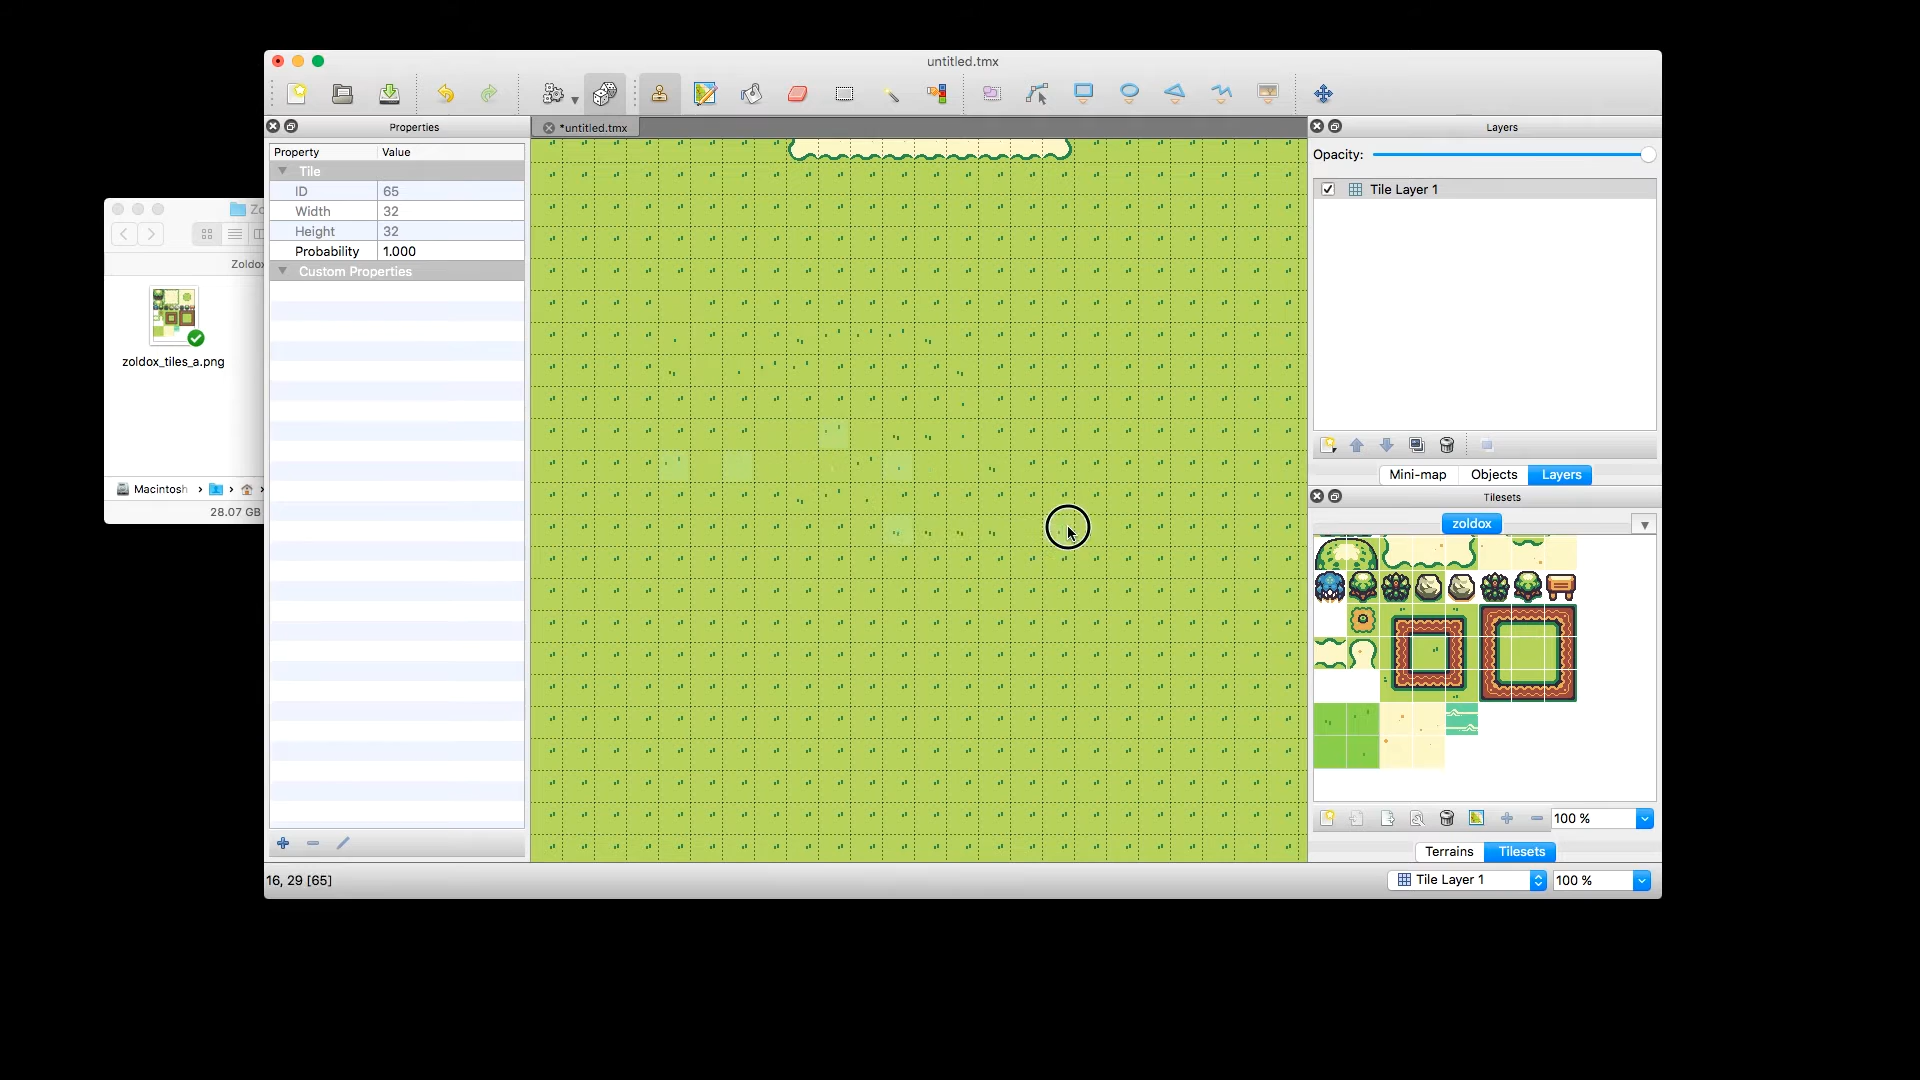 untitled.tmx
Properties
*untitled.tmx
Layers
Property Value
Opacity:
Tile
Tile Layer 1
ID 65
Width 32
Height 32
Probability 1.000
Zoldox
Custom Properties
zoldox_tiles_a.png
Mini-map Objects Layers
Macintosh
Tilesets
28.07 GB
zoldox
100 %
Terrains Tilesets
16, 29 [65]
Tile Layer 1
100 %